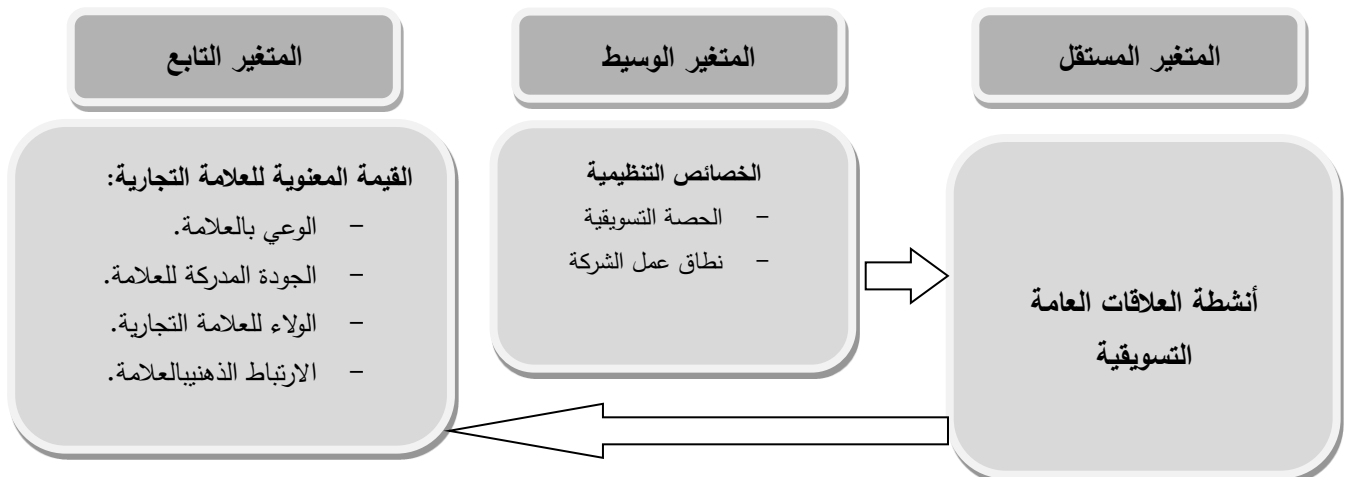 المتغير المستقل
المتغير الوسيط
المتغير التابع
أنشطة العلاقات العامة
التسويقية
الخصائص التنظيمية
- الحصة التسويقية
- نطاق عمل الشركة
القيمة المعنوية للعلامة التجارية:
- الوعي بالعلامة.
- الجودة المدركة للعلامة.
- الولاء للعلامة التجارية.
- الارتباط الذهنيبالعلامة.